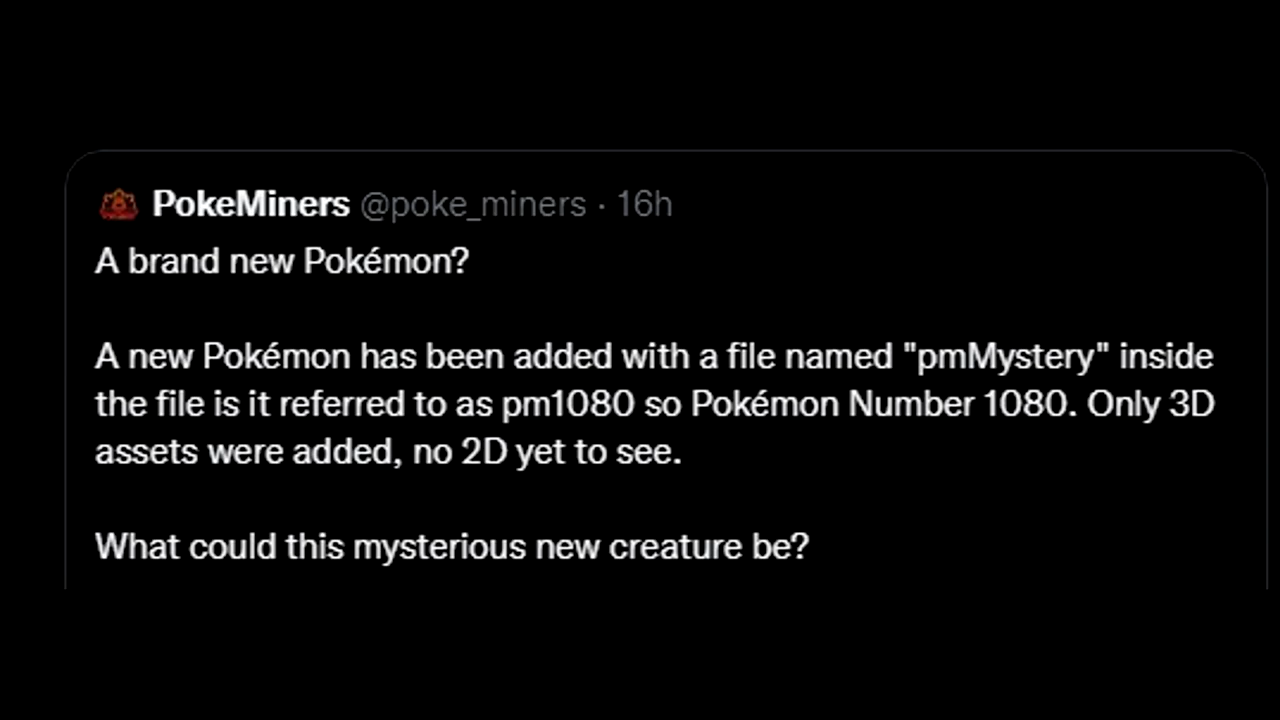 PokeMiners @poke_miners · 16h
A brand new Pokémon?
A new Pokémon has been added with a file named "pmMystery" inside
the file is it referred to as pm1080 so Pokémon Number 1080. Only 3D
assets were added, no 2D yet to see.
What could this mysterious new creature be?